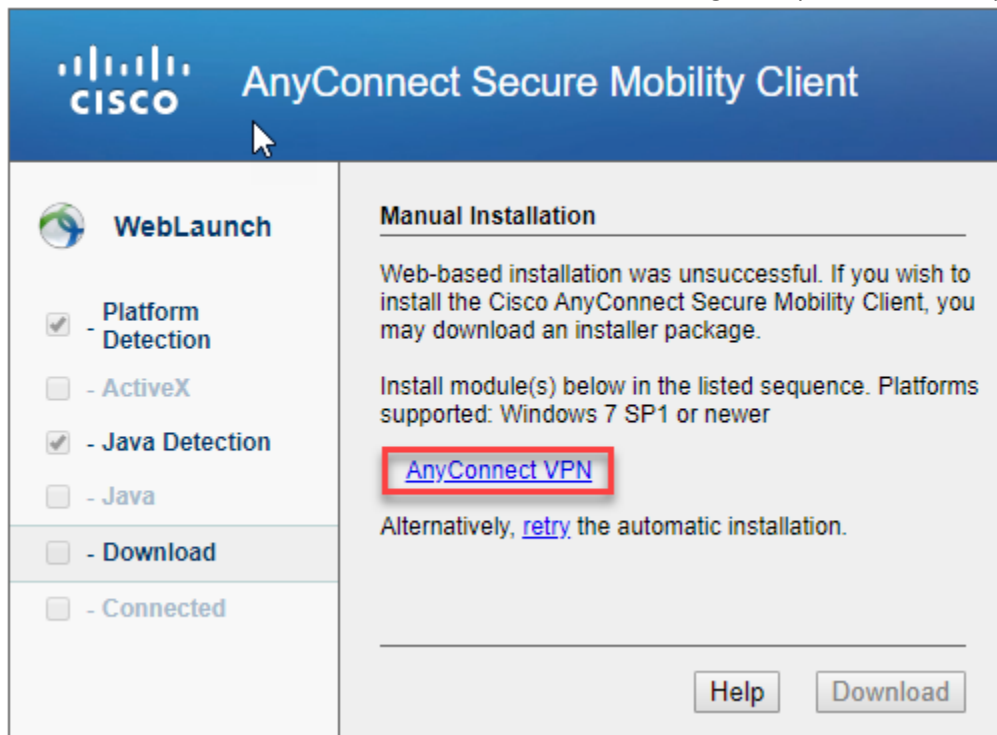 CISCO
AnyConnect Secure Mobility Client
WebLaunch
- Platform
Detection
- ActiveX
- Java Detection
- Java
- Download
- Connected
Manual Installation
Web-based installation was unsuccessful. If you wish to
install the Cisco AnyConnect Secure Mobility Client, you
may download an installer package.
Install module(s) below in the listed sequence. Platforms
supported: Windows 7 SP1 or newer
AnyConnect VPN
Alternatively, retry the automatic installation.
Help
Download